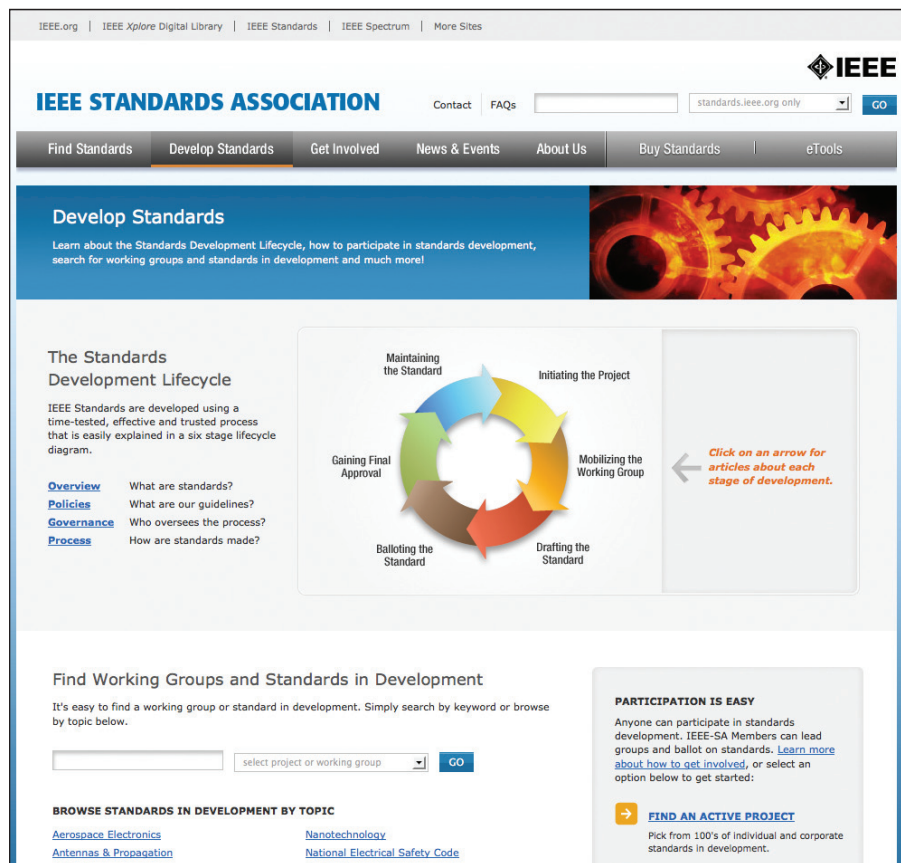 IEEE.org | IEEE Xplore Digital Library | IEEE Standards | IEEE Spectrum | More Sites
IEEE
IEEE STANDARDS ASSOCIATION
Contact FAQs standards.ieee.org only GO
Find Standards Develop Standards Get Involved News & Events About Us Buy Standards | eTools
Develop Standards
Learn about the Standards Development Lifecycle, how to participate in standards development,
search for working groups and standards in development and much more!
The Standards
Development Lifecycle
IEEE Standards are developed using a
time-tested, effective and trusted process
that is easily explained in a six stage lifecycle
diagram.
Overview What are standards?
Policies What are our guidelines?
Governance Who oversees the process?
Process How are standards made?
Maintaining
the Standard
Initiating the Project
Mobilizing the
Working Group
Drafting the
Standard
Balloting the
Standard
Gaining Final
Approval
Click on an arrow for
articles about each
stage of development.
Find Working Groups and Standards in Development
It's easy to find a working group or standard in development. Simply search by keyword or browse
by topic below.
select project or working group GO
BROWSE STANDARDS IN DEVELOPMENT BY TOPIC
Aerospace Electronics
Antennas & Propagation
Nanotechnology
National Electrical Safety Code
PARTICIPATION IS EASY
Anyone can participate in standards
development. IEEE-SA Members can lead
groups and ballot on standards. Learn more
about how to get involved, or select an
option below to get started:
FIND AN ACTIVE PROJECT
Pick from 100's of individual and corporate
standards in development.